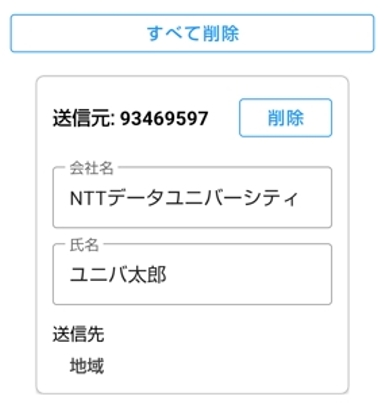 すべて削除
送信元: 93469597
削除
会社名
NTTデータユニバーシティ
氏名
ユニバ太郎
送信先
地域